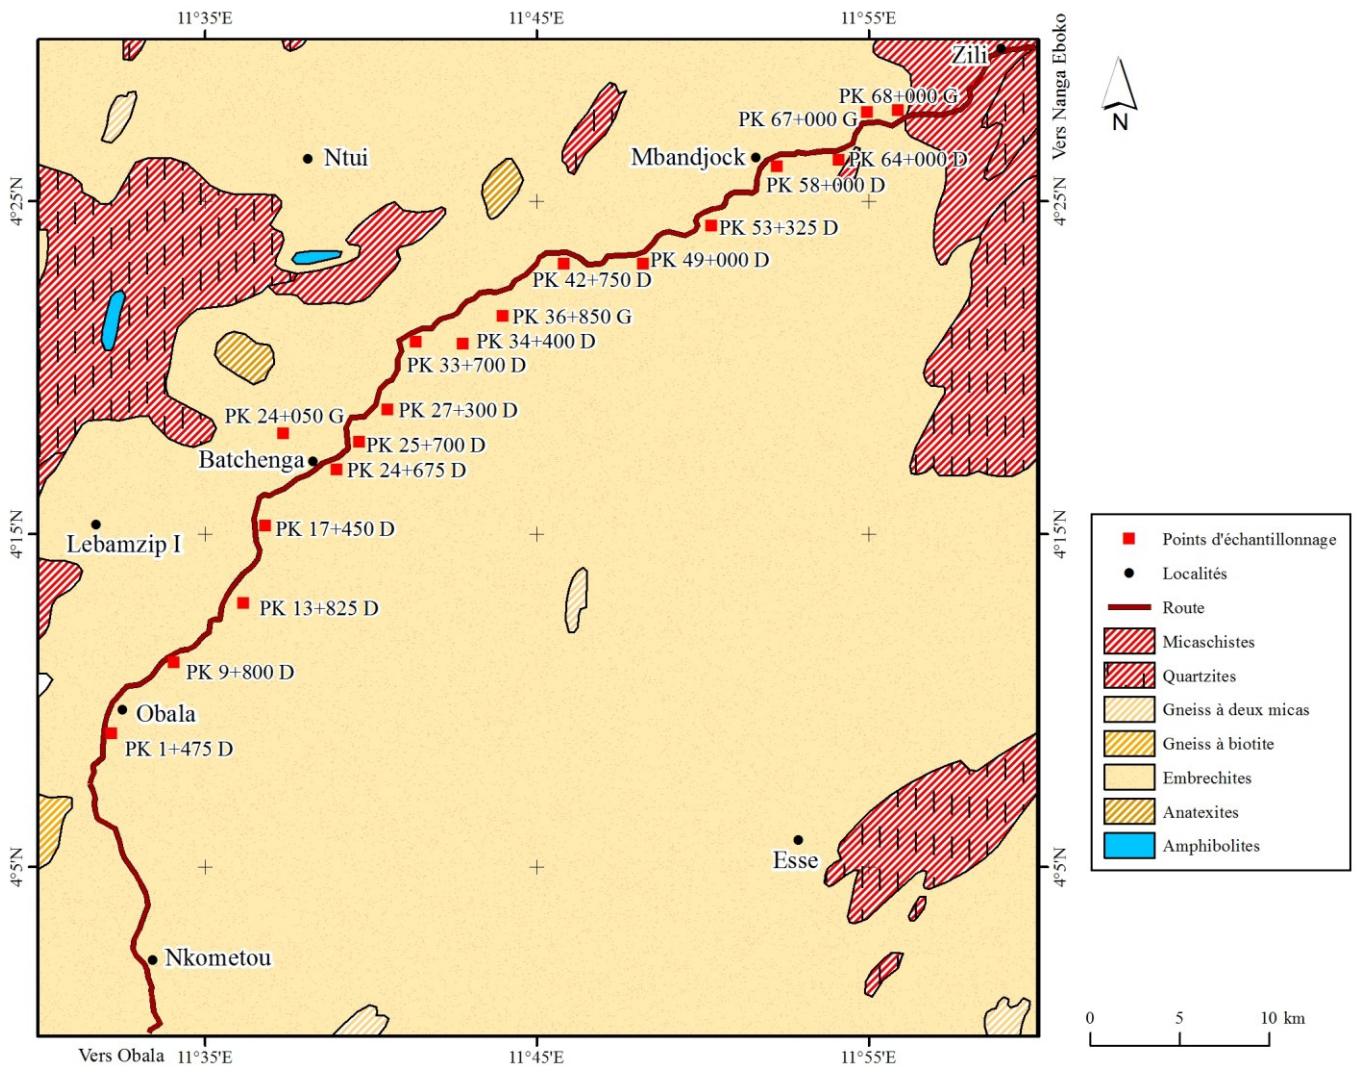 11°35'E
11°45'E
11°55'E
Vers Nanga Eboko
Zili
PK 68+000 G
PK 67+000 G
N
Ntui
Mbandjock
PK 64+000 D
PK 58+000 D
4°25'N
4°25'N
PK 53+325 D
PK 49+000 D
PK 42+750 D
PK 36+850 G
PK 34+400 D
PK 33+700 D
PK 24+050 G
PK 27+300 D
PK 25+700 D
Batchenga
PK 24+675 D
PK 17+450 D
4°15'N
4°15'N
Lebamzip I
PK 13+825 D
PK 9+800 D
Obala
PK 1+475 D
Esse
4°5'N
4°5'N
Nkometou
Vers Obala
11°35'E
11°45'E
11°55'E
Points d'échantillonnage
Localités
Route
Micaschistes
Quartzites
Gneiss à deux micas
Gneiss à biotite
Embrechites
Anatexites
Amphibolites
0 5 10 km